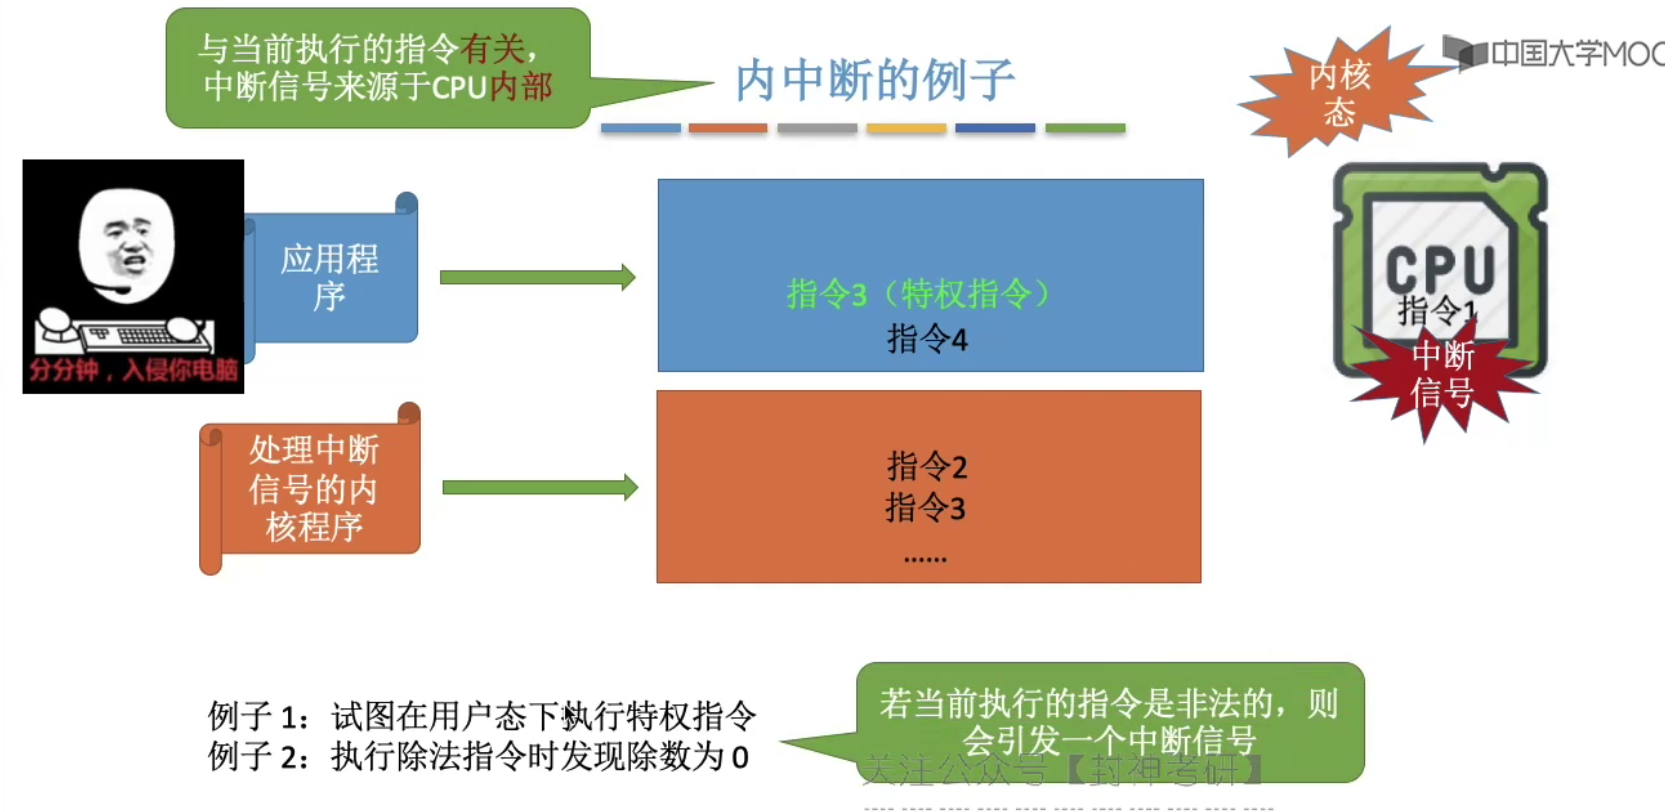 与当前执行的指令有关，
中断信号来源于CPU内部
内中断的例子
内核
态
中国大学MOO
应用程
序
分分钟，入侵你电脑
指令3（特权指令）
指令4
CPU
指令1
中断
信号
处理中断
信号的内
核程序
指令2
指令3
……
例子 1：试图在用户态下执行特权指令
例子 2：执行除法指令时发现除数为 0
若当前执行的指令是非法的，则
会引发一个中断信号
关注公众号【封神考研】